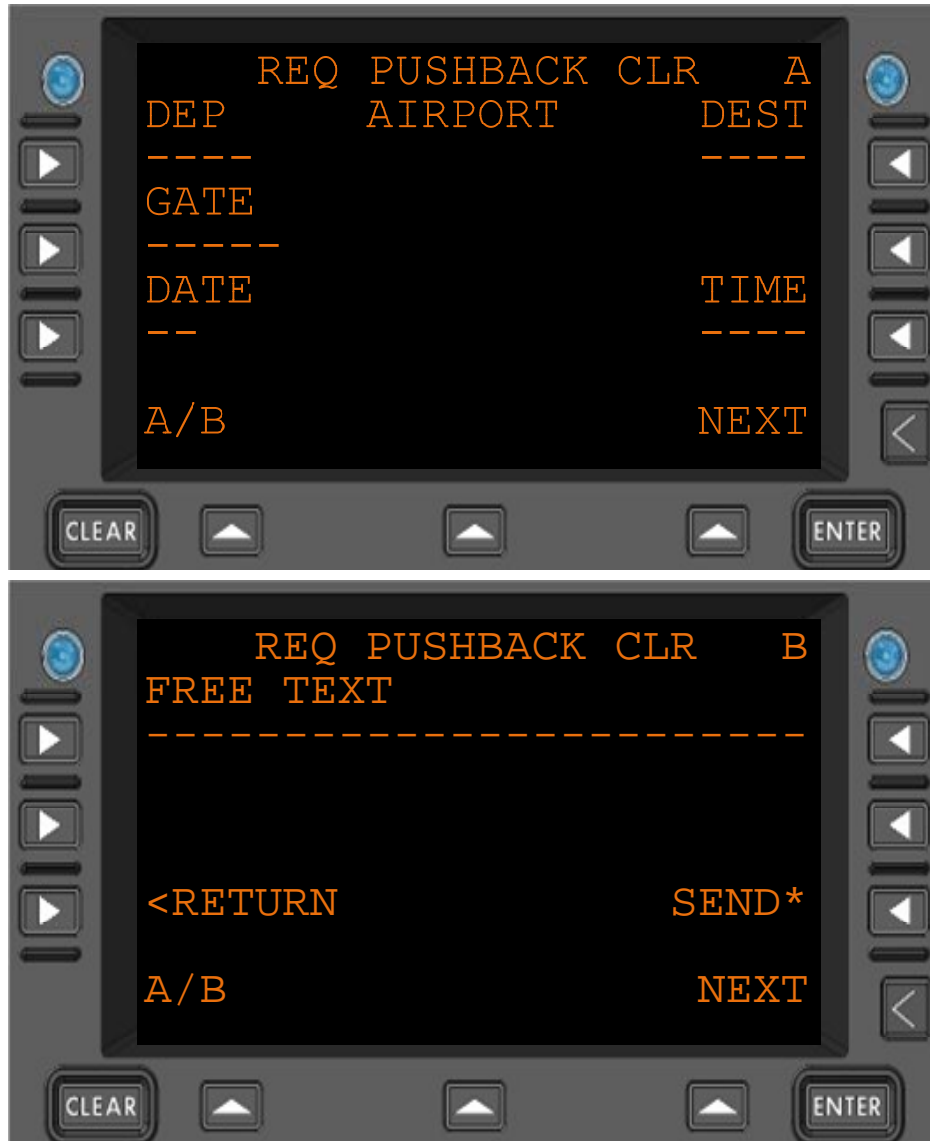 REQ PUSHBACK CLR A
DEP AIRPORT DEST
---- ----
GATE
-----
DATE TIME
-- ----
A/B NEXT
CLEAR ENTER
REQ PUSHBACK CLR B
FREE TEXT
------------------------
<RETURN SEND*
A/B NEXT
CLEAR ENTER